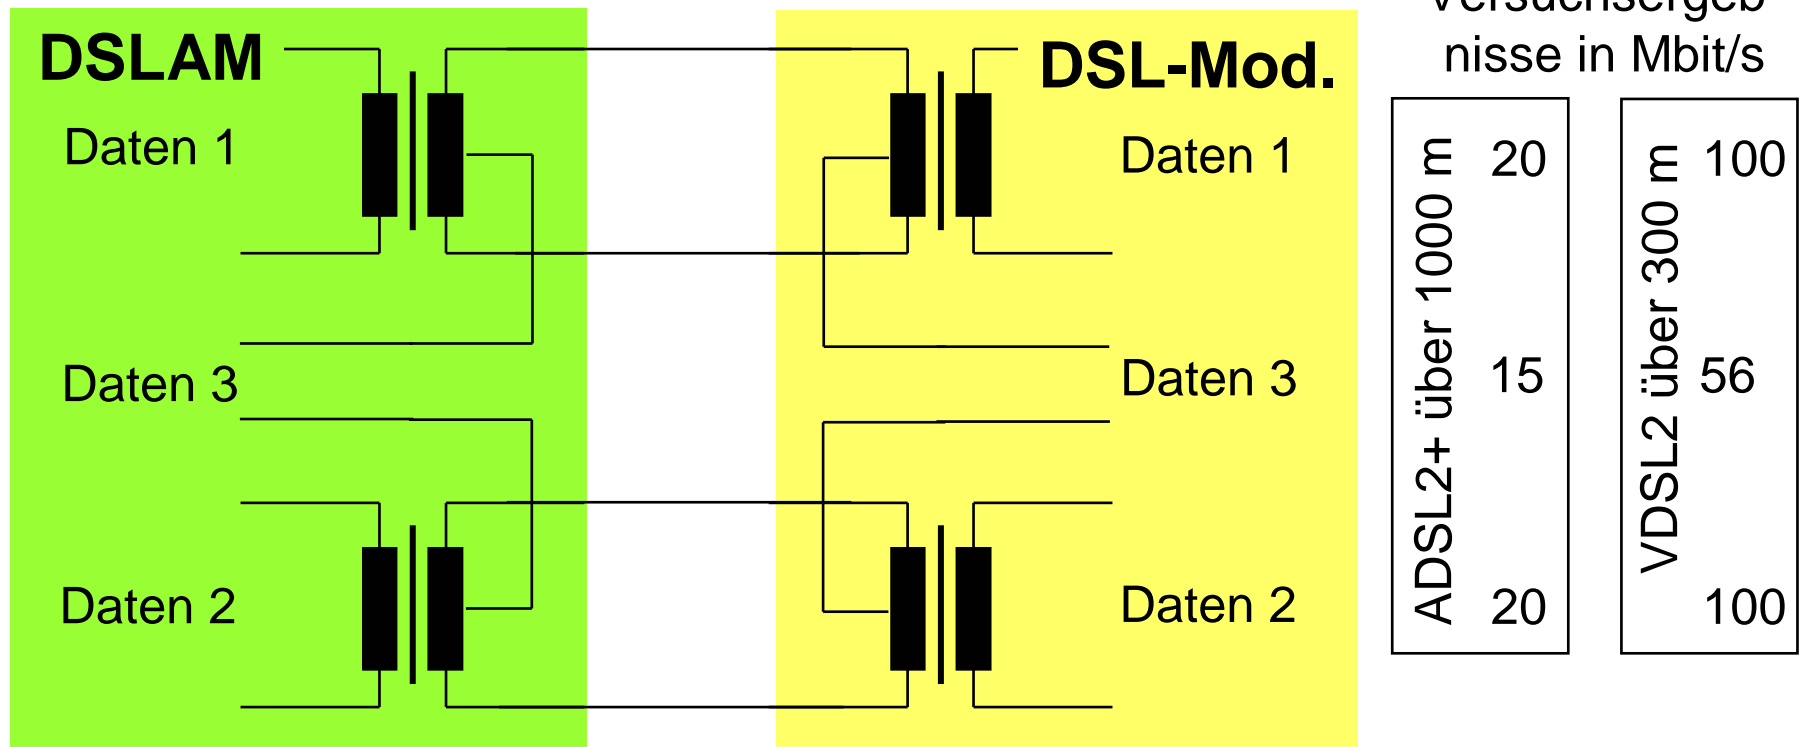 DSLAM
DSL-Mod.
Versuchsergeb
nisse in Mbit/s
Daten 1
Daten 1
Daten 3
Daten 3
Daten 2
Daten 2
ADSL2+ über 1000 m
20
15
20
VDSL2 über 300 m
100
56
100